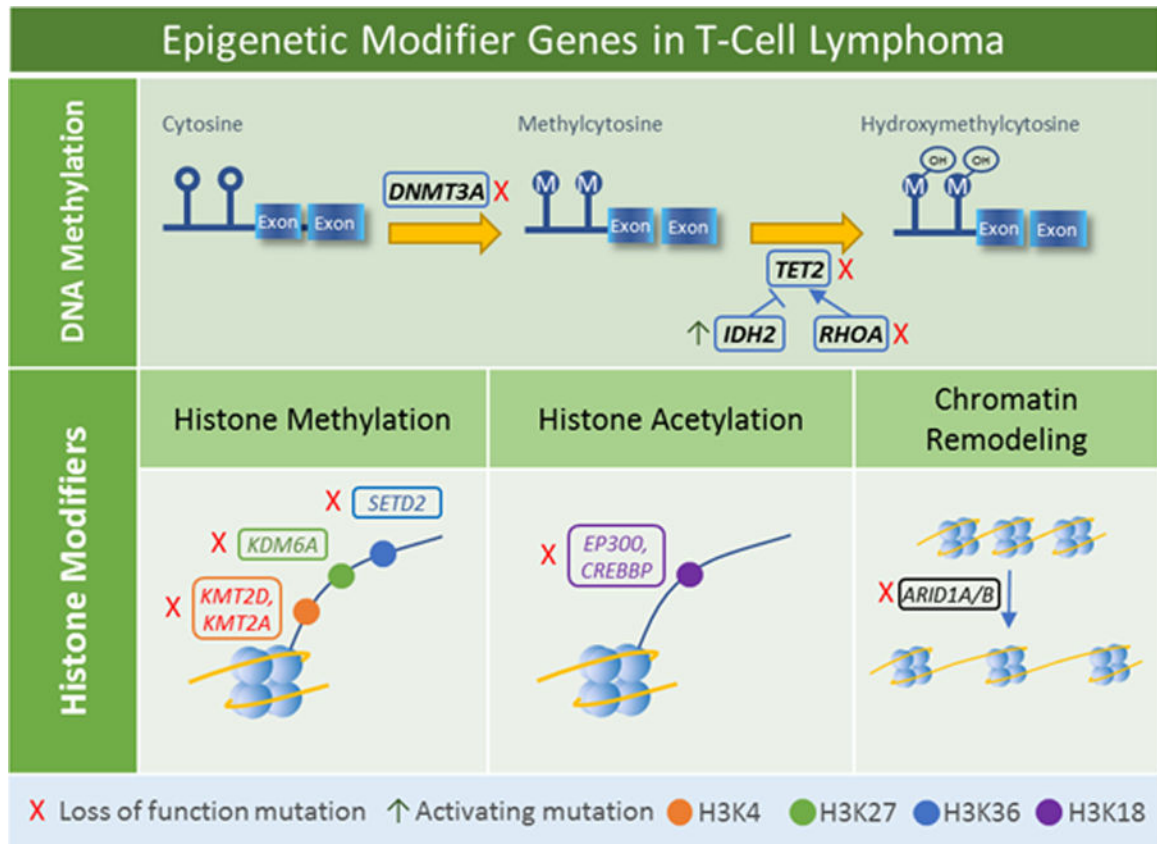 Epigenetic Modifier Genes in T-Cell Lymphoma
DNA Methylation
Cytosine
Methylcytosine
Hydroxymethylcytosine
OH OH
M M
M M
DNMT3A X
Exon Exon
Exon Exon
Exon Exon
TET2 X
↑ IDH2
RHOA X
Histone Modifiers
Histone Methylation
Histone Acetylation
Chromatin
Remodeling
X SETD2
X KDM6A
X KMT2D,
KMT2A
X EP300,
CREBBP
X ARID1A/B
X Loss of function mutation ↑ Activating mutation H3K4 H3K27 H3K36 H3K18